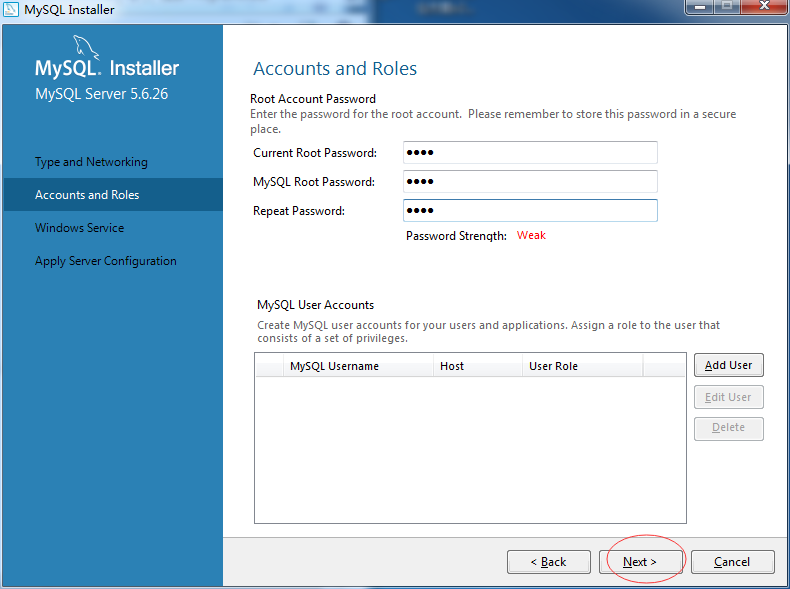 MySQL Installer
MySQL. Installer
MySQL Server 5.6.26
Type and Networking
Accounts and Roles
Windows Service
Apply Server Configuration
Accounts and Roles
Root Account Password
Enter the password for the root account. Please remember to store this password in a secure
place.
Current Root Password: ●●●●
MySQL Root Password: ●●●●
Repeat Password: ●●●●
Password Strength: Weak
MySQL User Accounts
Create MySQL user accounts for your users and applications. Assign a role to the user that
consists of a set of privileges.
MySQL Username Host User Role
Add User
Edit User
Delete
< Back Next > Cancel